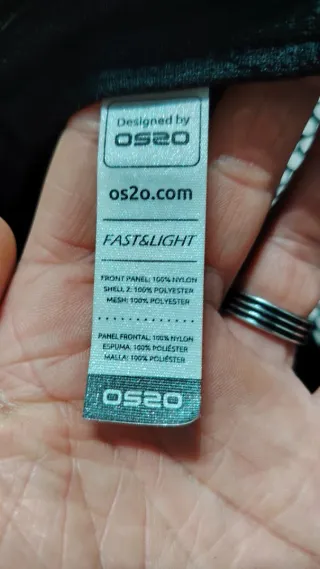 Designed by
OS2O
os2o.com
FAST&LIGHT
FRONT PANEL: 100% NYLON
SHELL 2: 100% POLYESTER
MESH: 100% POLYESTER
PANEL FRONTAL: 100% NYLON
ESPUMA: 100% POLIÉSTER
MALLA: 100% POLIÉSTER
OS2O